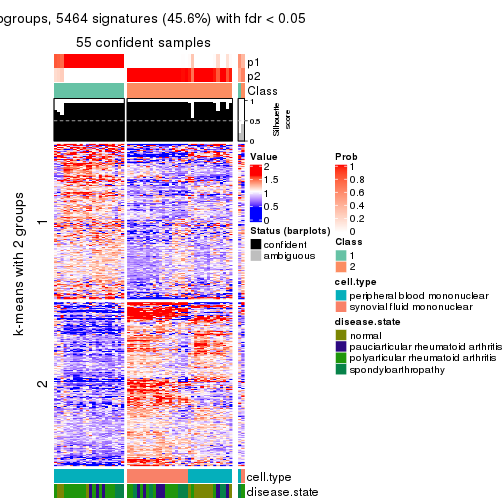 ogroups, 5464 signatures (45.6%) with fdr < 0.05
55 confident samples
p1
p2
Class
1
0.5
0
Silhouette
score
k-means with 2 groups
1
2
Value
2
1.5
1
0.5
0
Status (barplots)
confident
ambiguous
Prob
1
0.8
0.6
0.4
0.2
0
Class
1
2
cell.type
peripheral blood mononuclear
synovial fluid mononuclear
disease.state
normal
pauciarticular rheumatoid arthritis
polyarticular rheumatoid arthritis
spondyloarthropathy
cell.type
disease.state